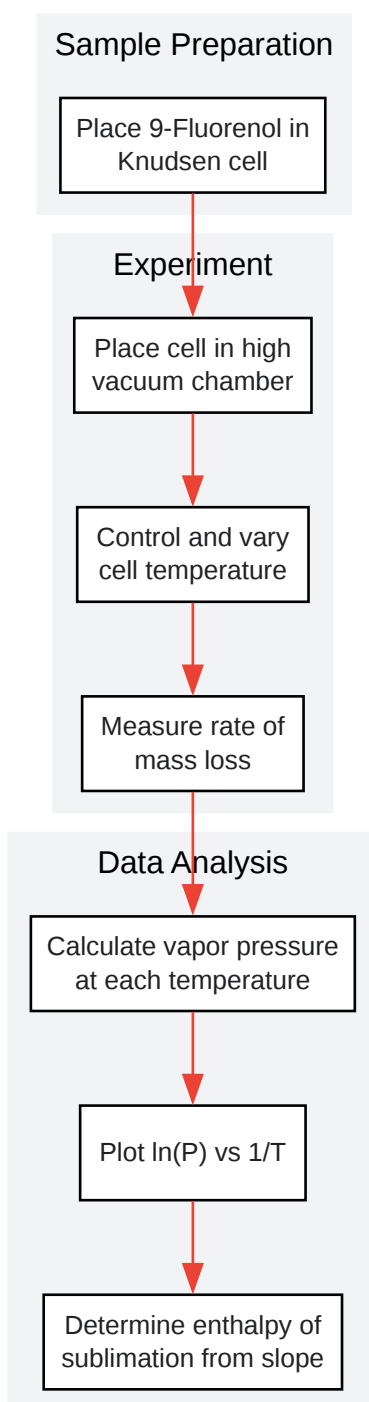 Sample Preparation
Place 9-Fluorenol in
Knudsen cell
Experiment
Place cell in high
vacuum chamber
Control and vary
cell temperature
Measure rate of
mass loss
Data Analysis
Calculate vapor pressure
at each temperature
Plot ln(P) vs 1/T
Determine enthalpy of
sublimation from slope